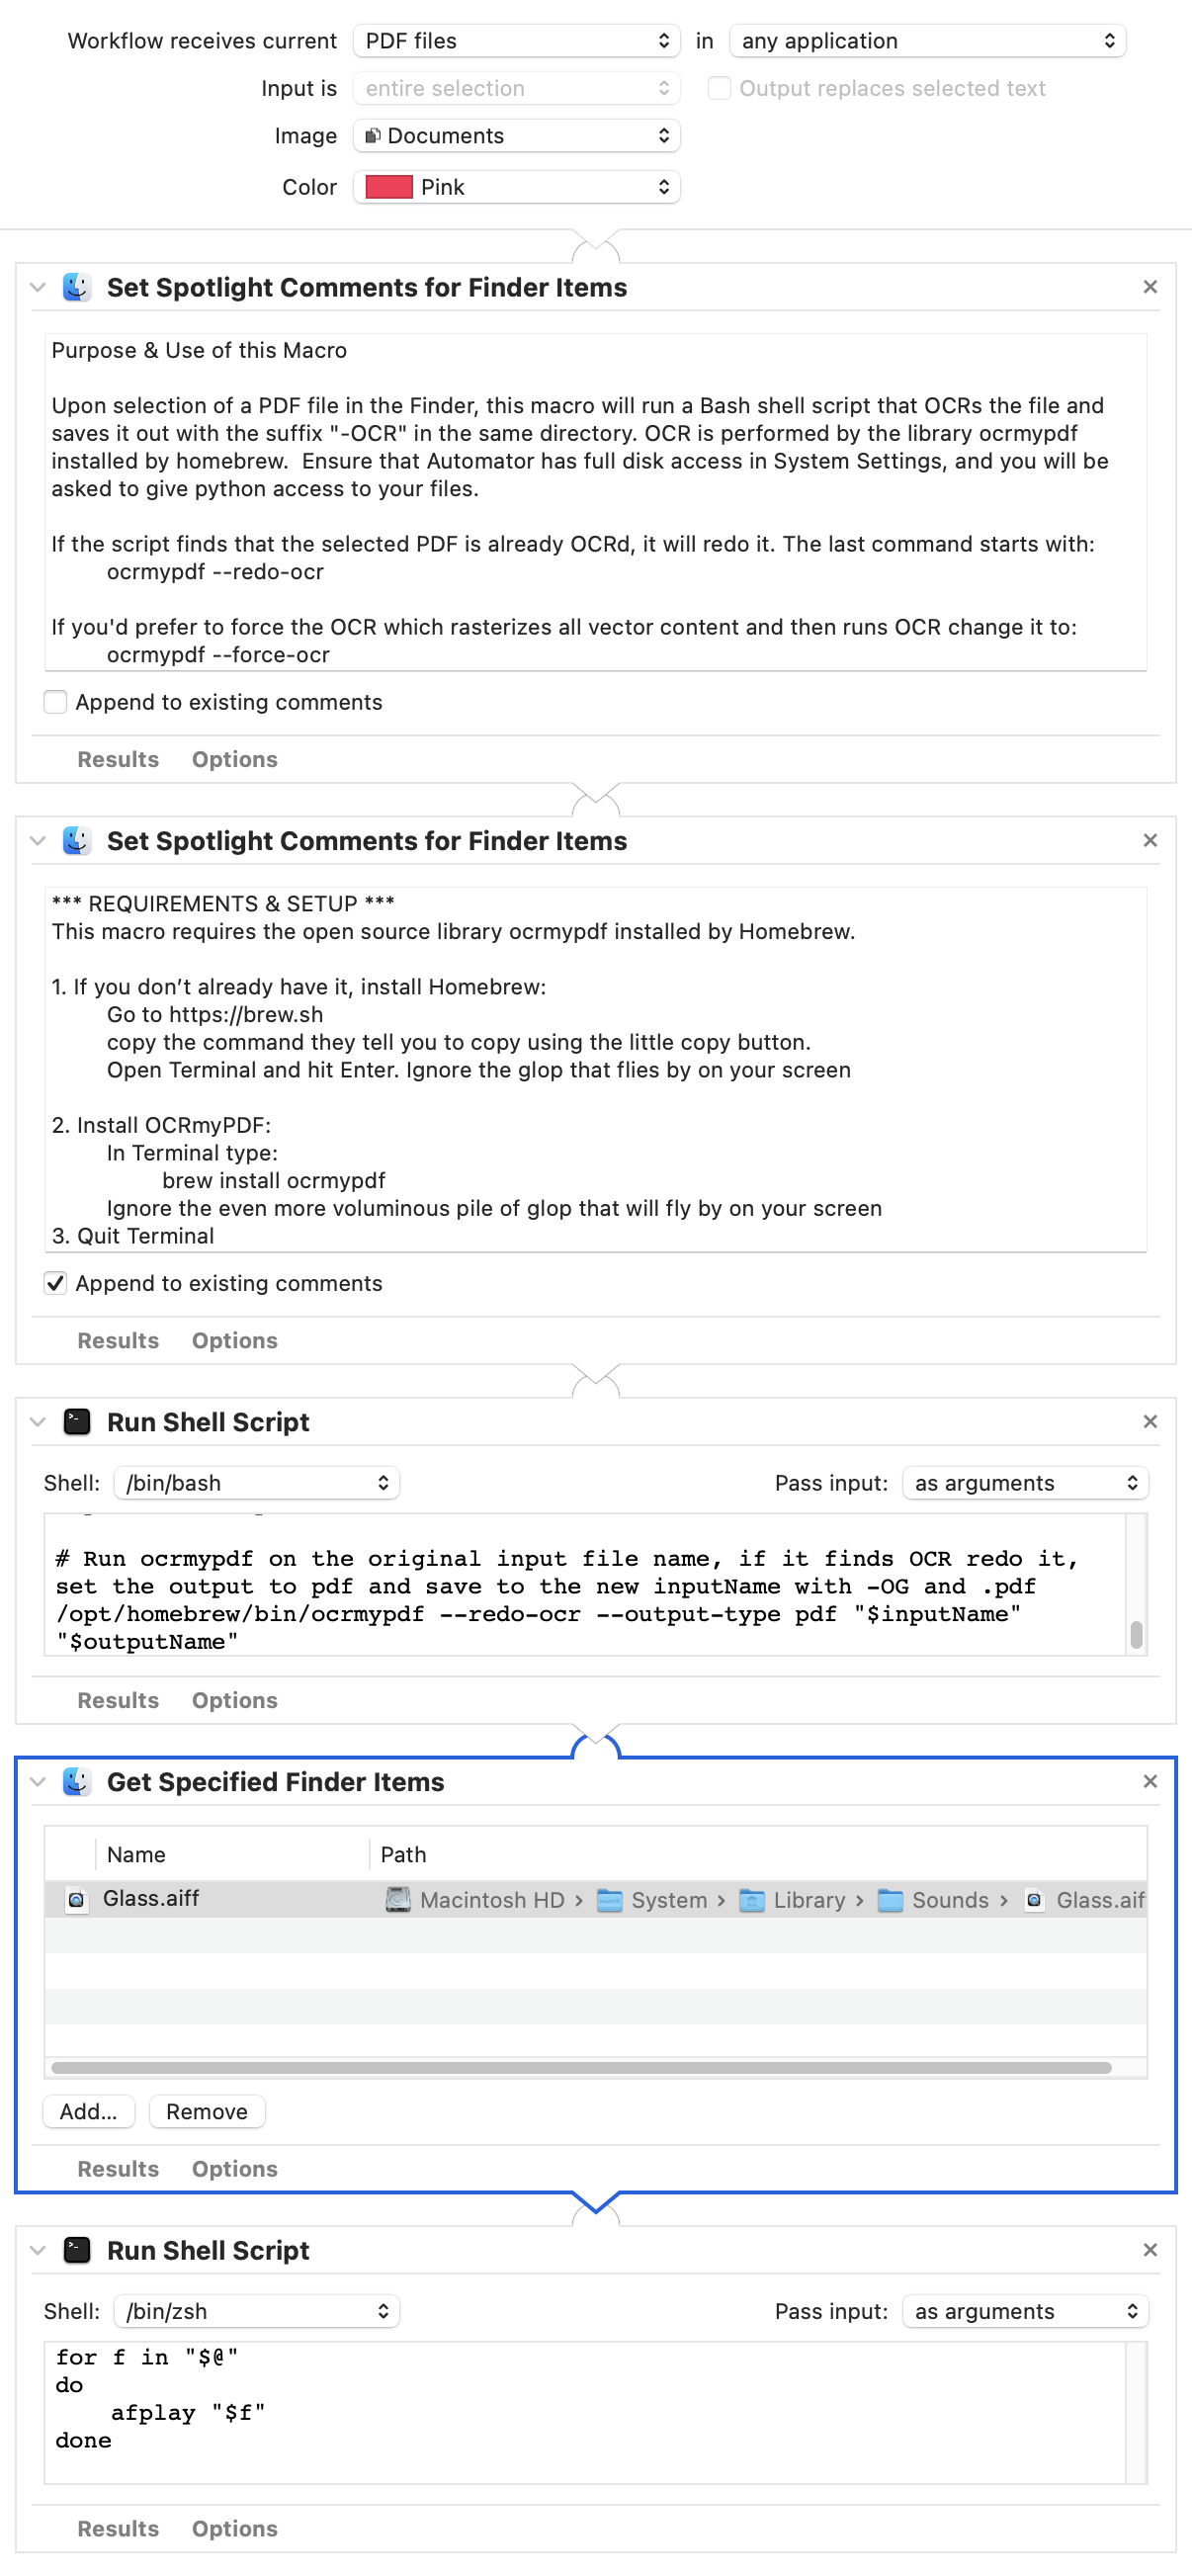 Workflow receives current PDF files in any application
Input is entire selection Output replaces selected text
Image Documents
Color Pink
Set Spotlight Comments for Finder Items
Purpose & Use of this Macro
Upon selection of a PDF file in the Finder, this macro will run a Bash shell script that OCRs the file and
saves it out with the suffix "-OCR" in the same directory. OCR is performed by the library ocrmypdf
installed by homebrew.  Ensure that Automator has full disk access in System Settings, and you will be
asked to give python access to your files.
If the script finds that the selected PDF is already OCRd, it will redo it. The last command starts with:
ocrmypdf --redo-ocr
If you'd prefer to force the OCR which rasterizes all vector content and then runs OCR change it to:
ocrmypdf --force-ocr
Append to existing comments
Results Options
Set Spotlight Comments for Finder Items
*** REQUIREMENTS & SETUP ***
This macro requires the open source library ocrmypdf installed by Homebrew.
1. If you don’t already have it, install Homebrew:
Go to https://brew.sh
copy the command they tell you to copy using the little copy button.
Open Terminal and hit Enter. Ignore the glop that flies by on your screen
2. Install OCRmyPDF:
In Terminal type:
brew install ocrmypdf
Ignore the even more voluminous pile of glop that will fly by on your screen
3. Quit Terminal
Append to existing comments
Results Options
Run Shell Script
Shell: /bin/bash Pass input: as arguments
# Run ocrmypdf on the original input file name, if it finds OCR redo it,
set the output to pdf and save to the new inputName with -OG and .pdf
/opt/homebrew/bin/ocrmypdf --redo-ocr --output-type pdf "$inputName"
"$outputName"
Results Options
Get Specified Finder Items
Name Path
Glass.aiff Macintosh HD › System › Library › Sounds › Glass.aif
Add... Remove
Results Options
Run Shell Script
Shell: /bin/zsh Pass input: as arguments
for f in "$@"
do
afplay "$f"
done
Results Options